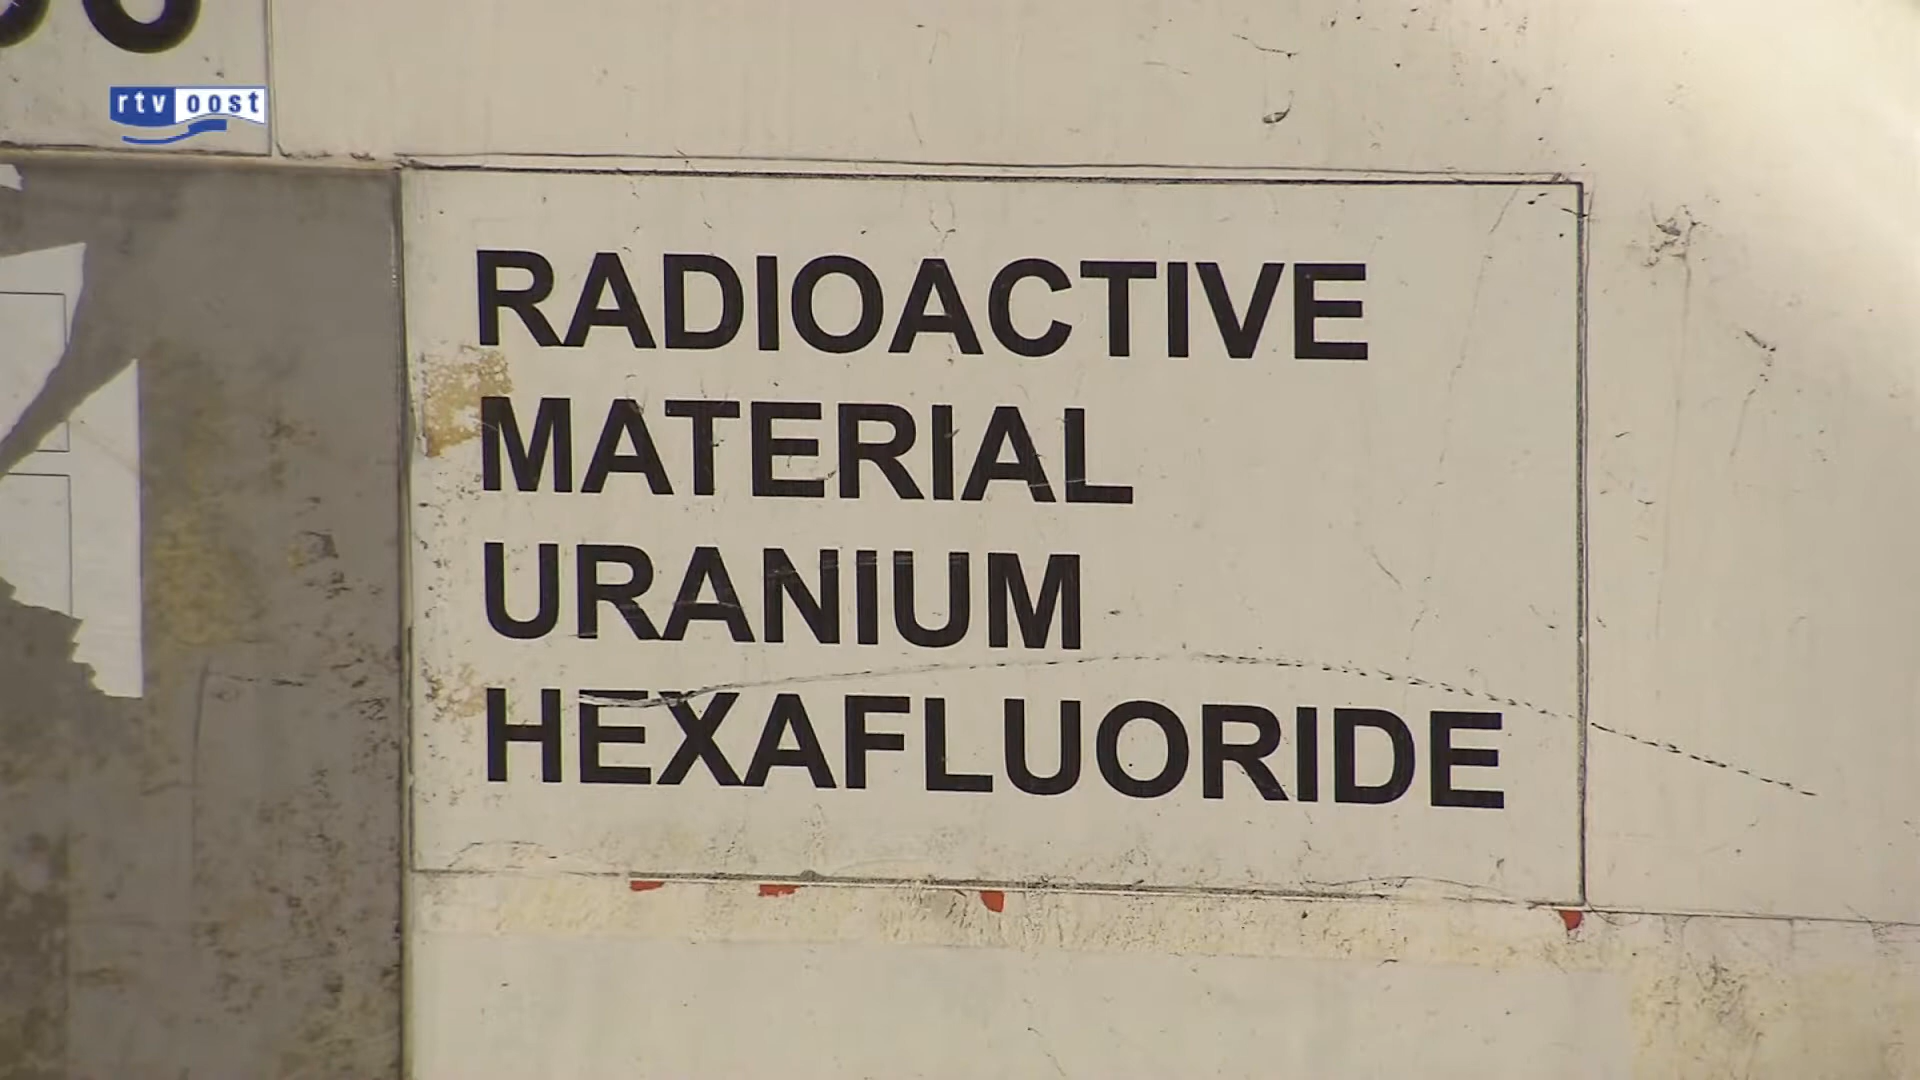 rtv oost
RADIOACTIVE
MATERIAL
URANIUM
HEXAFLUORIDE